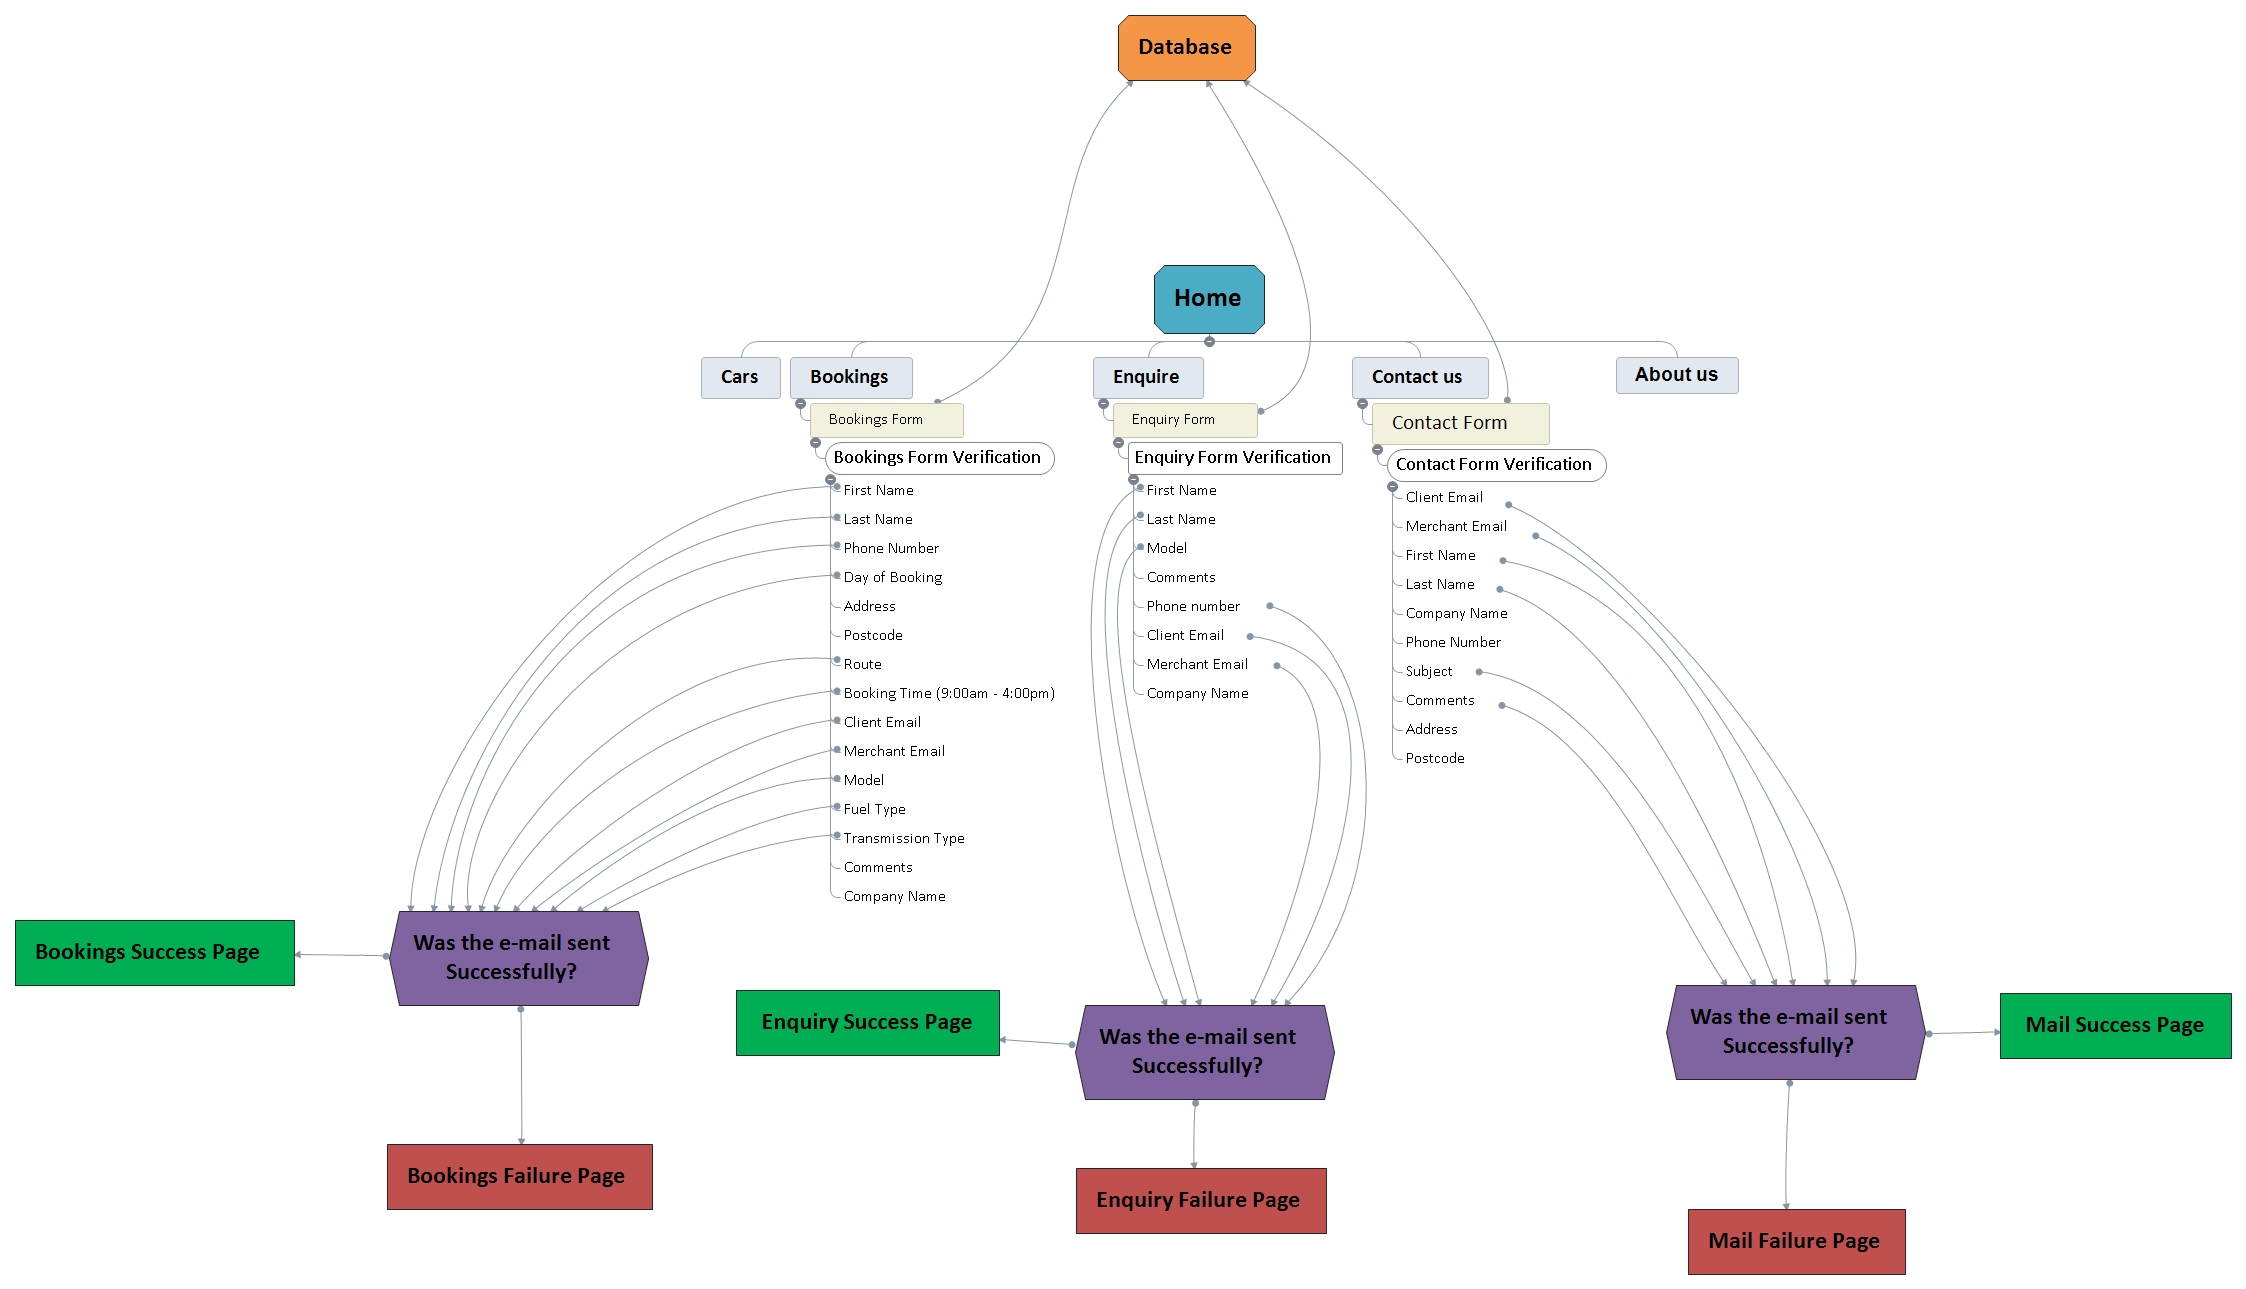 Database
Home
Cars
Bookings
Enquire
Contact us
About us
Bookings Form
Bookings Form Verification
First Name
Last Name
Phone Number
Day of Booking
Address
Postcode
Route
Booking Time (9:00am - 4:00pm)
Client Email
Merchant Email
Model
Fuel Type
Transmission Type
Comments
Company Name
Enquiry Form
Enquiry Form Verification
First Name
Last Name
Model
Comments
Phone number
Client Email
Merchant Email
Company Name
Contact Form
Contact Form Verification
Client Email
Merchant Email
First Name
Last Name
Company Name
Phone Number
Subject
Comments
Address
Postcode
Bookings Success Page
Was the e-mail sent
Successfully?
Bookings Failure Page
Enquiry Success Page
Was the e-mail sent
Successfully?
Enquiry Failure Page
Was the e-mail sent
Successfully?
Mail Success Page
Mail Failure Page